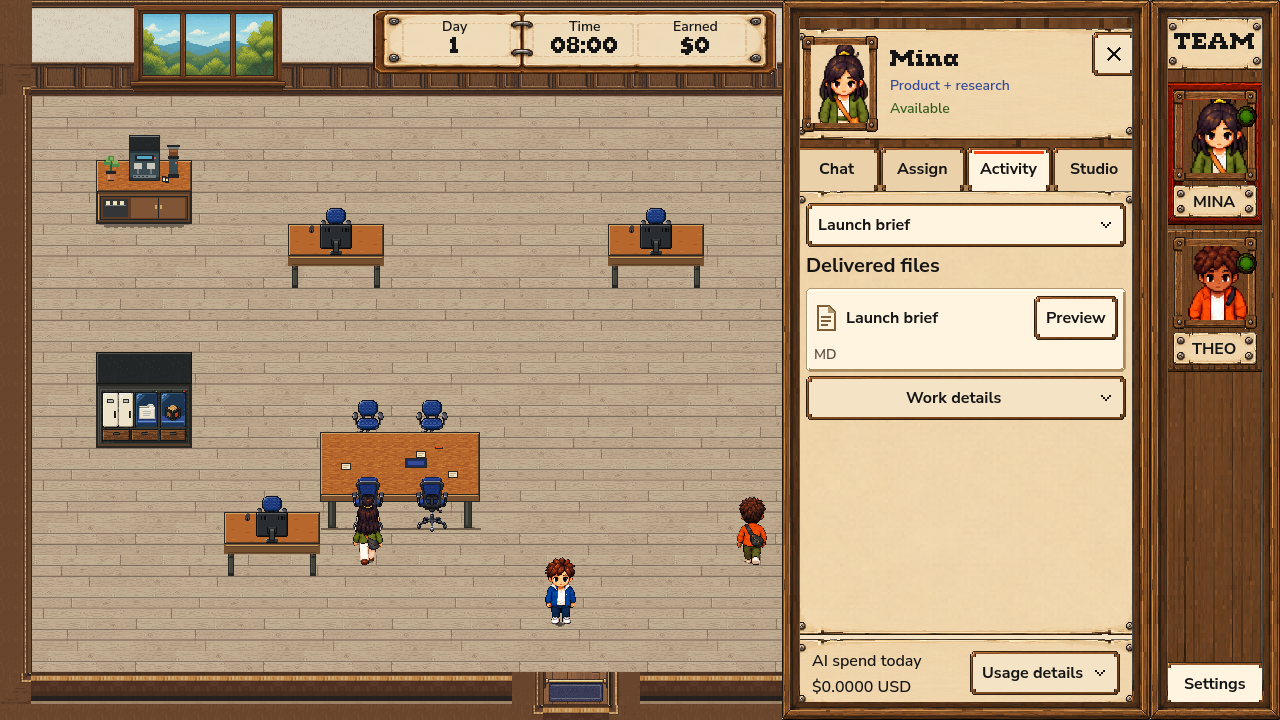 Day
1
Time
08:00
Earned
$0
Mina
Product + research
Available
Chat
Assign
Activity
Studio
Launch brief
Delivered files
Launch brief
Preview
MD
Work details
AI spend today
$0.0000 USD
Usage details
TEAM
MINA
THEO
Settings